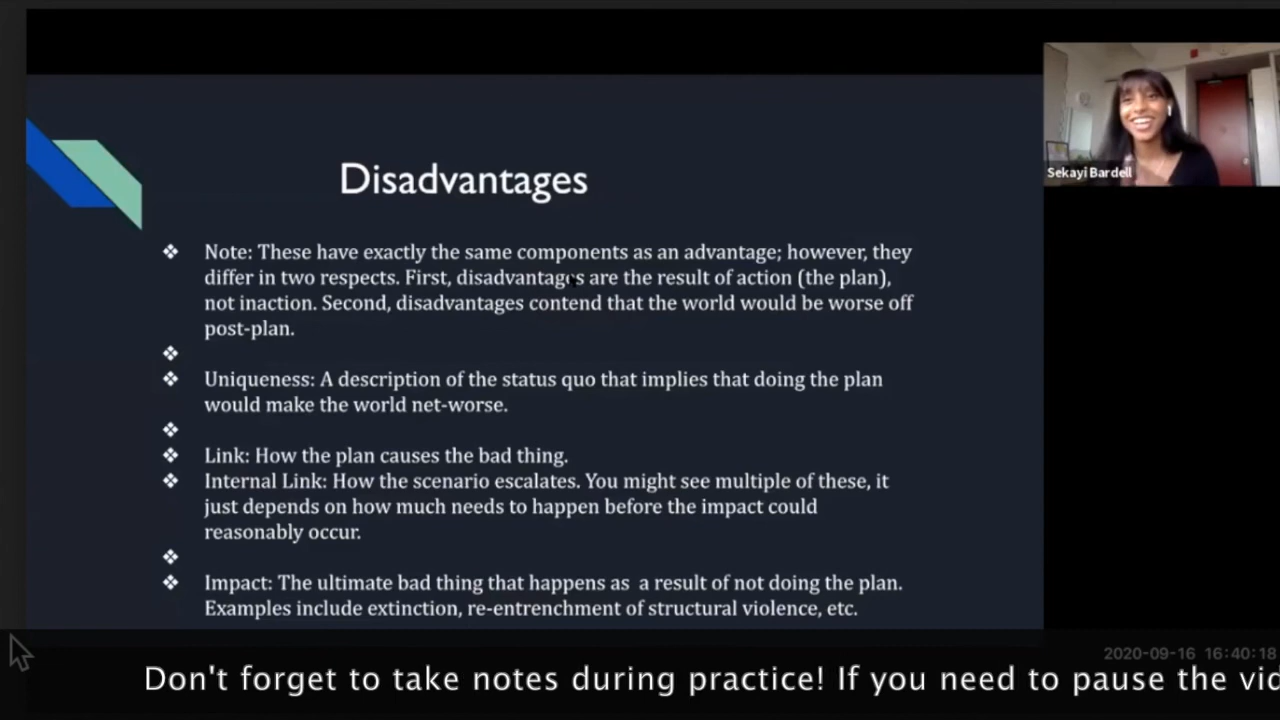 Disadvantages
❖ Note: These have exactly the same components as an advantage; however, they
differ in two respects. First, disadvantages are the result of action (the plan),
not inaction. Second, disadvantages contend that the world would be worse off
post-plan.
❖
❖ Uniqueness: A description of the status quo that implies that doing the plan
would make the world net-worse.
❖
❖ Link: How the plan causes the bad thing.
❖ Internal Link: How the scenario escalates. You might see multiple of these, it
just depends on how much needs to happen before the impact could
reasonably occur.
❖
❖ Impact: The ultimate bad thing that happens as a result of not doing the plan.
Examples include extinction, re-entrenchment of structural violence, etc.
Sekayi Bardell
2020-09-16 16:40:18
Don't forget to take notes during practice! If you need to pause the vid